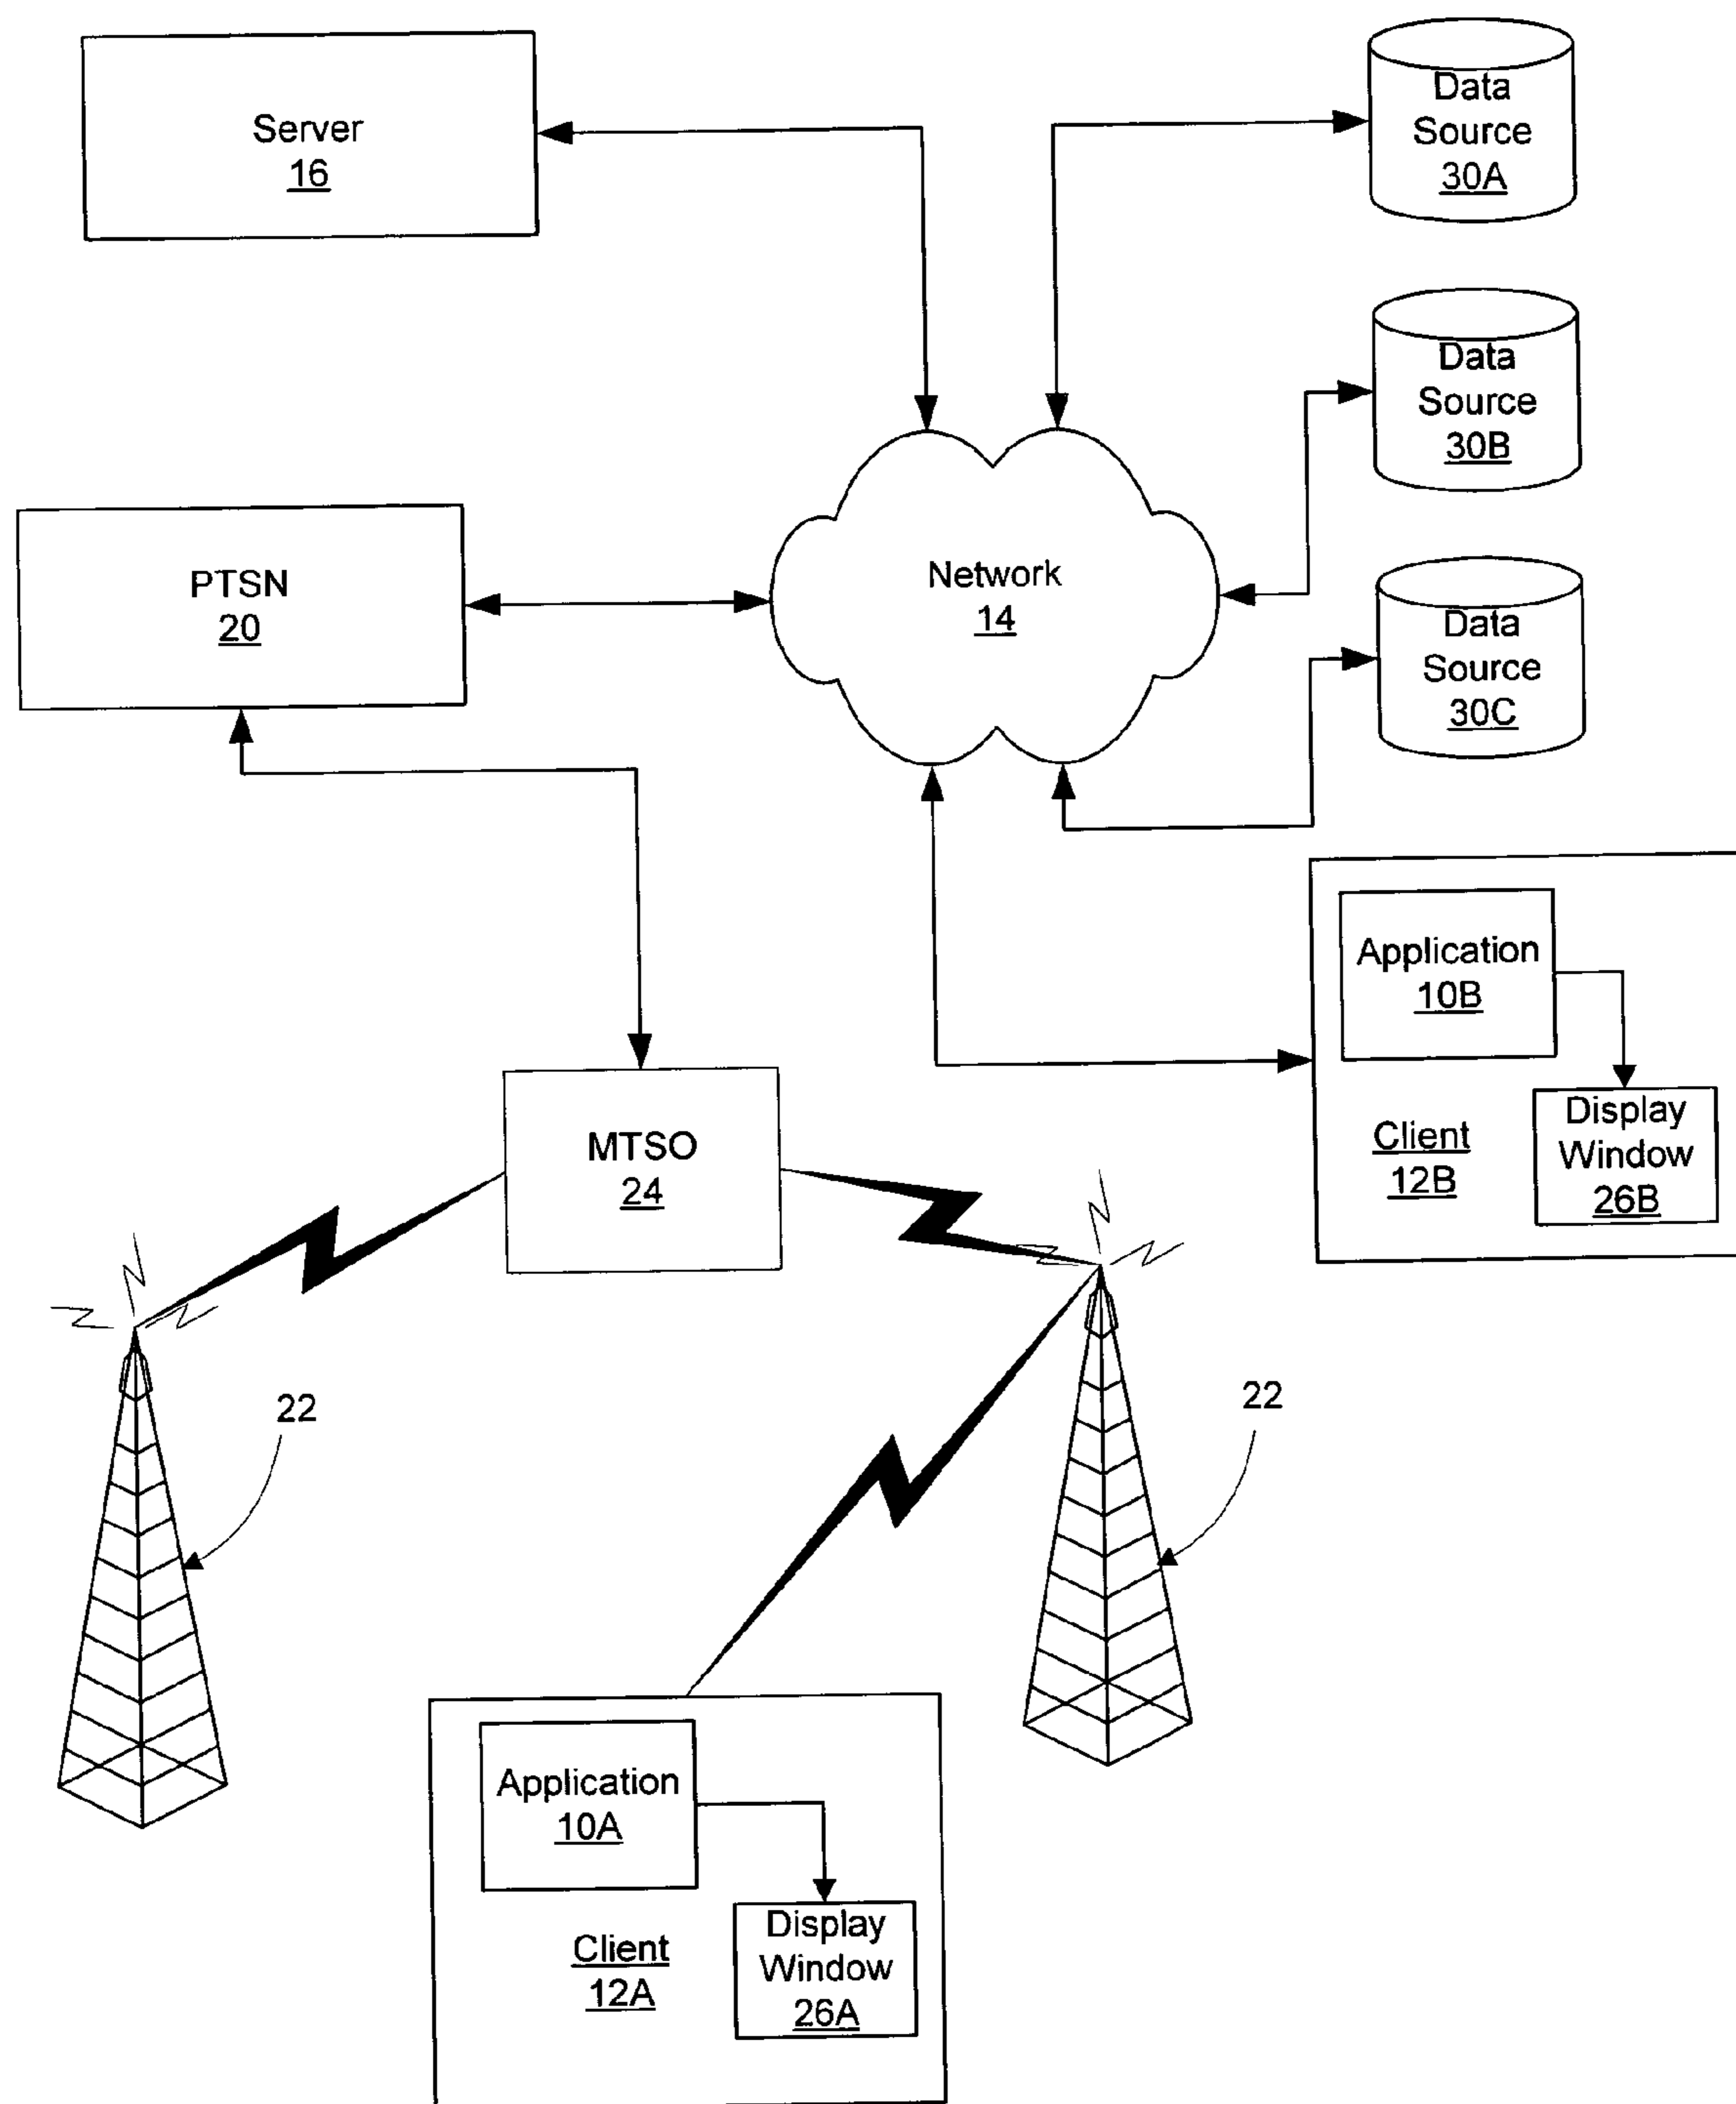 Server
16
Data
Source
30A
Data
Source
30B
PTSN
20
Network
14
Data
Source
30C
Application
10B
Client
12B
Display
Window
26B
MTSO
24
22
22
Application
10A
Client
12A
Display
Window
26A